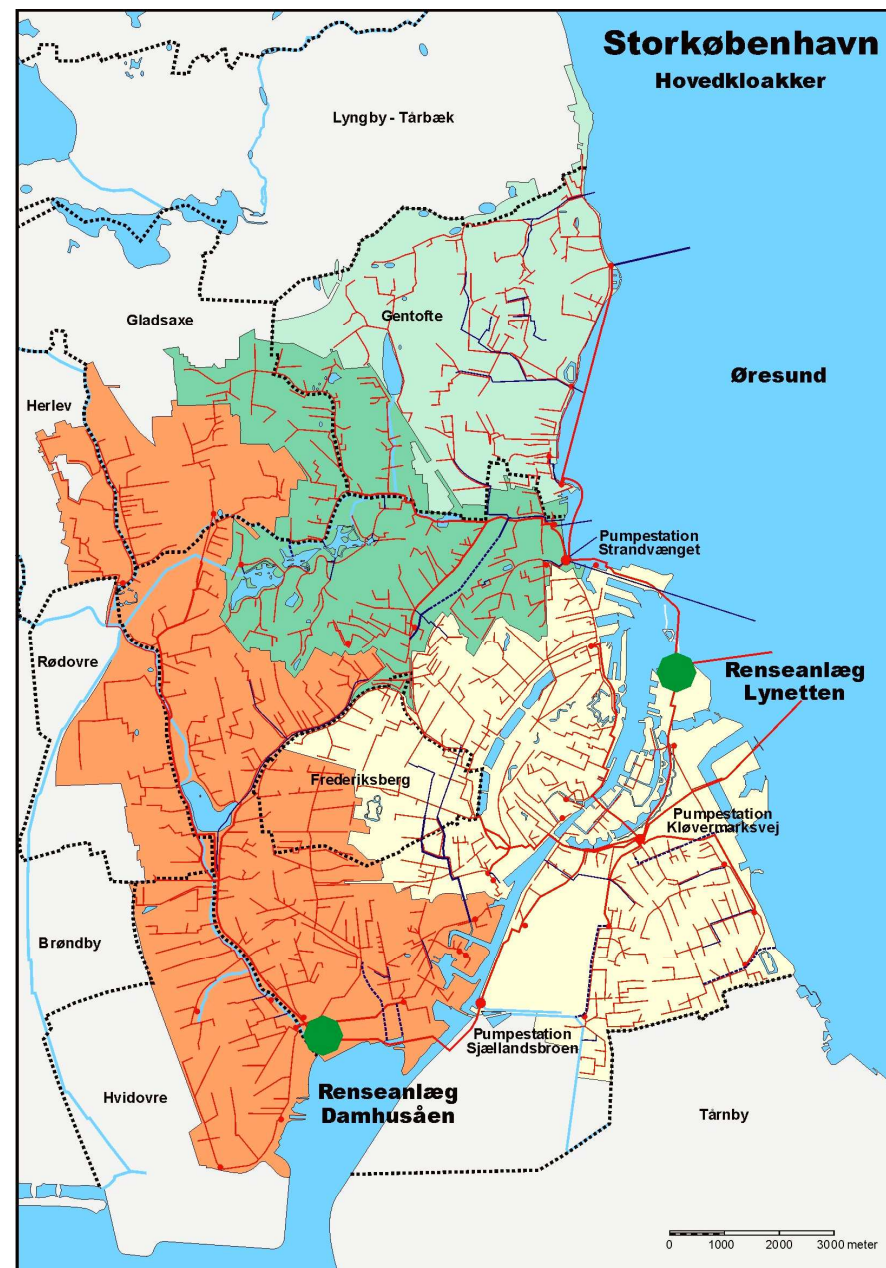 Storkøbenhavn
Hovedkloakker
Lyngby - Tårbæk
Gladsaxe
Gentofte
Herlev
Øresund
Pumpestation
Strandvænget
Rødovre
Renseanlæg
Lynetten
Frederiksberg
Pumpestation
Kløvermarksvej
Brøndby
Pumpestation
Sjællandsbroen
Hvidovre
Renseanlæg
Damhusåen
Tårnby
0 1000 2000 3000 meter